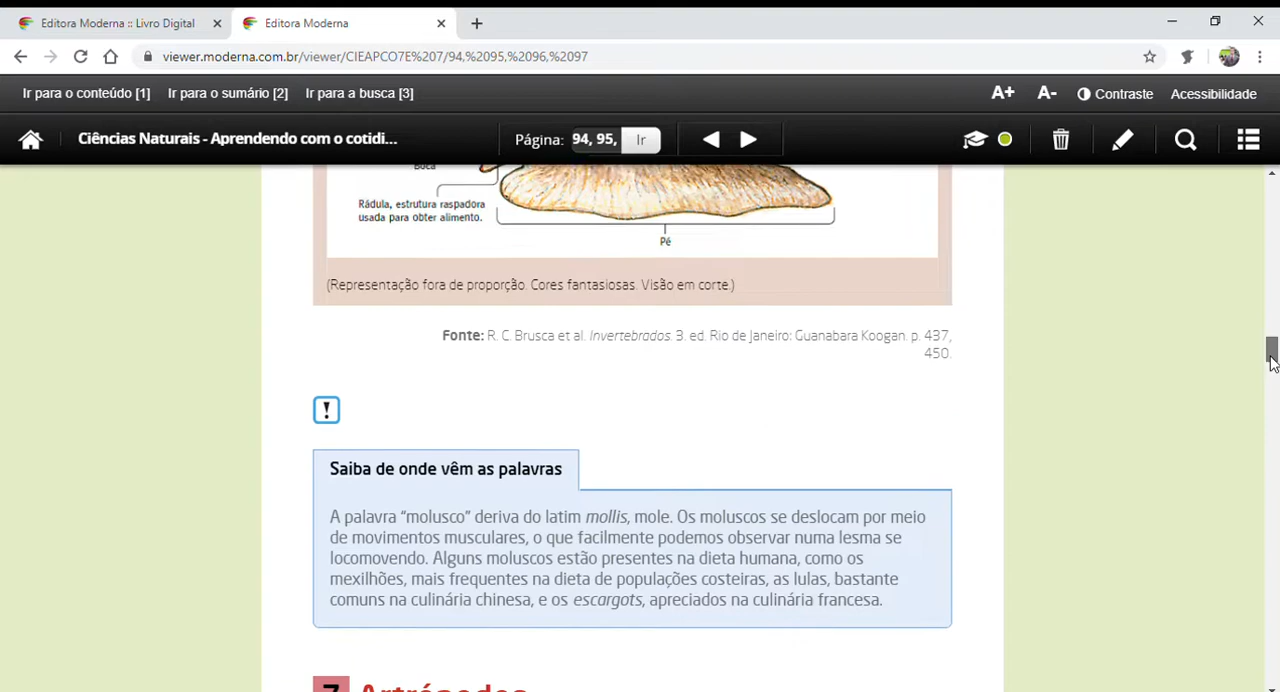 Editora Moderna :: Livro Digital
Editora Moderna
viewer.moderna.com.br/viewer/CIEAPCO7E%207/94,%2095,%2096,%2097
Ir para o conteúdo [1] Ir para o sumário [2] Ir para a busca [3]
A+ A- Contraste Acessibilidade
Ciências Naturais - Aprendendo com o cotidi...
Página: 94, 95, Ir
Boca
Rádula, estrutura raspadora
usada para obter alimento.
Pé
(Representação fora de proporção. Cores fantasiosas. Visão em corte.)
Fonte: R. C. Brusca et al. Invertebrados. 3. ed. Rio de Janeiro: Guanabara Koogan. p. 437,
450.
!
Saiba de onde vêm as palavras
A palavra “molusco” deriva do latim mollis, mole. Os moluscos se deslocam por meio
de movimentos musculares, o que facilmente podemos observar numa lesma se
locomovendo. Alguns moluscos estão presentes na dieta humana, como os
mexilhões, mais frequentes na dieta de populações costeiras, as lulas, bastante
comuns na culinária chinesa, e os escargots, apreciados na culinária francesa.
7 Artrópodes